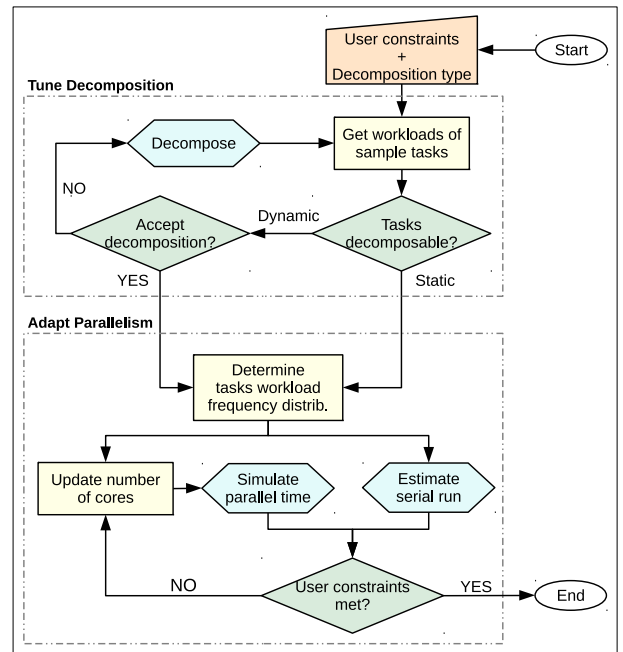 User constraints
+
Decomposition type
Start
Tune Decomposition
Decompose
Get workloads of
sample tasks
NO
Accept
decomposition?
Dynamic
Tasks
decomposable?
YES
Static
Adapt Parallelism
Determine
tasks workload
frequency distrib.
Update number
of cores
Simulate
parallel time
Estimate
serial run
NO
User constraints
met?
YES
End